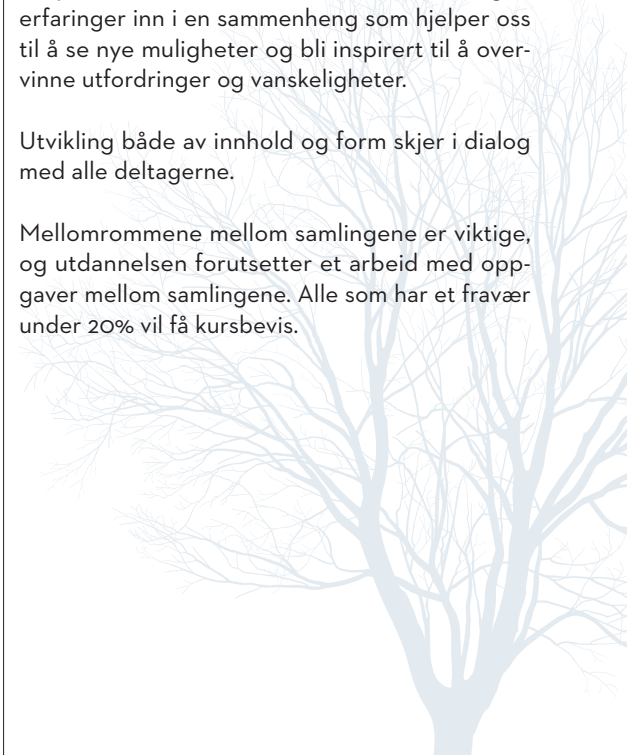 erfaringer inn i en sammenheng som hjelper oss
til å se nye muligheter og bli inspirert til å over-
vinne utfordringer og vanskeligheter.
Utvikling både av innhold og form skjer i dialog
med alle deltagerne.
Mellomrommene mellom samlingene er viktige,
og utdannelsen forutsetter et arbeid med opp-
gaver mellom samlingene. Alle som har et fravær
under 20% vil få kursbevis.